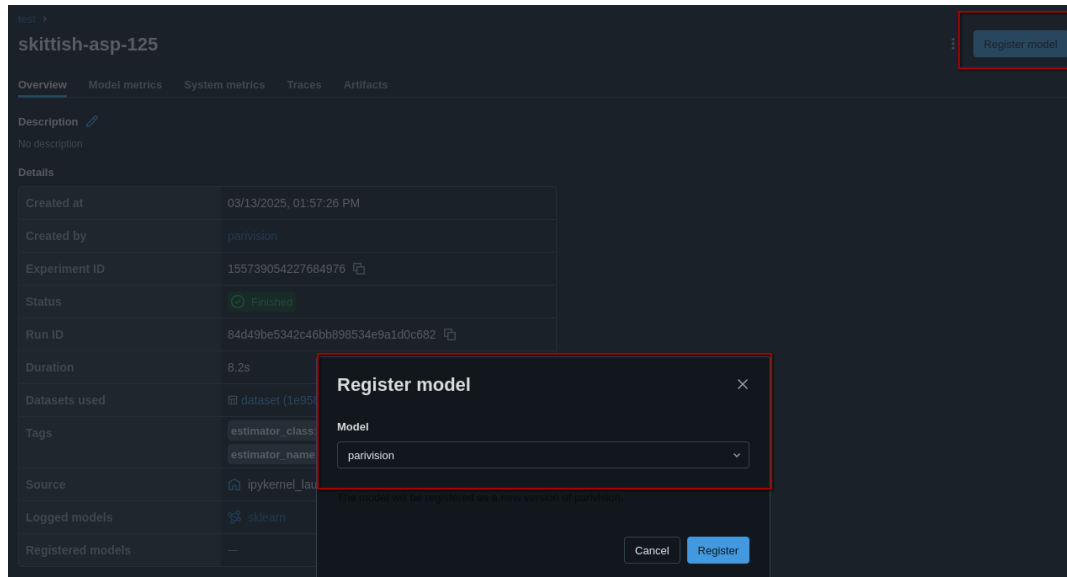 test >
skittish-asp-125
Register model
Overview Model metrics System metrics Traces Artifacts
Description
No description
Details
Created at 03/13/2025, 01:57:26 PM
Created by parivision
Experiment ID 155739054227684976
Status Finished
Run ID 84d49be5342c46bb898534e9a1d0c682
Duration 8.2s
Datasets used dataset (1e95
Tags estimator_class
estimator_name
Source ipykernel_lau
Logged models sklearn
Registered models —
Register model
Model
parivision
The model will be registered as a new version of parivision.
Cancel Register